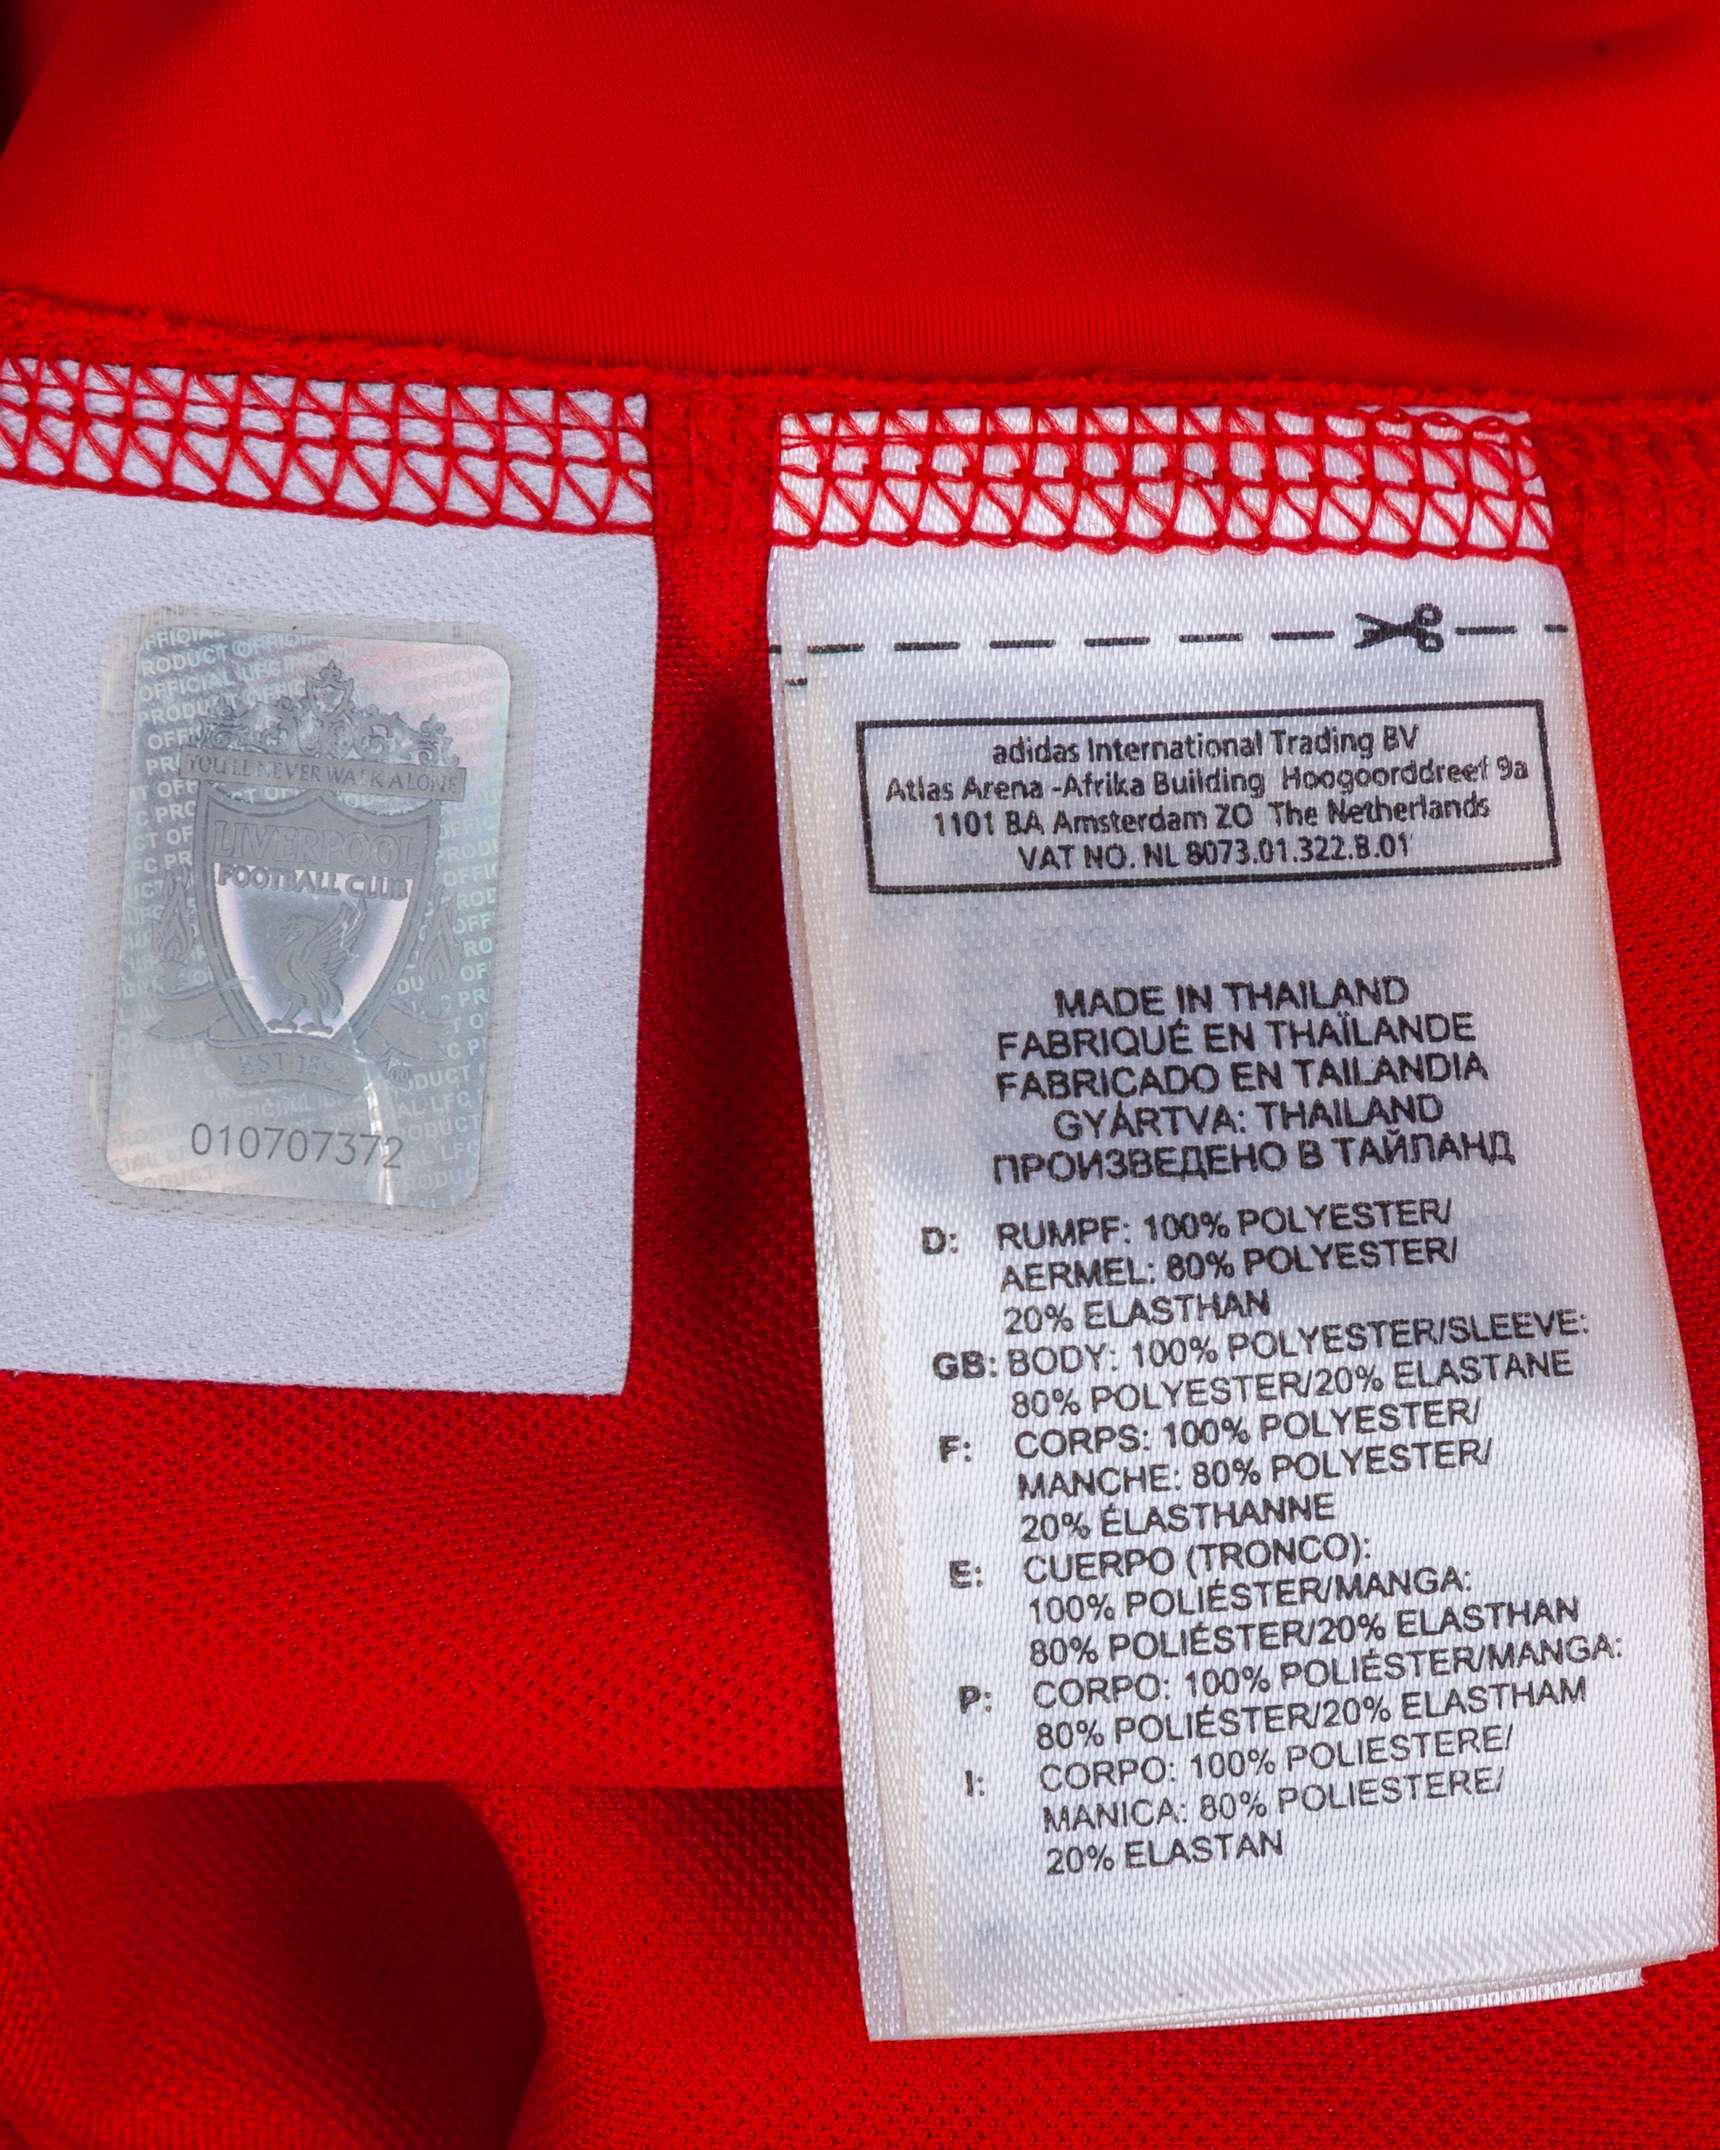 YOU'LL NEVER WALK ALONE
LIVERPOOL
FOOTBALL CLUB
010707372
adidas International Trading BV
Atlas Arena -Afrika Building Hoogoorddreef 9a
1101 BA Amsterdam ZO The Netherlands
VAT NO. NL 8073.01.322.B.01
MADE IN THAILAND
FABRIQUÉ EN THAÏLANDE
FABRICADO EN TAILANDIA
GYÁRTVA: THAILAND
ПРОИЗВЕДЕНО В ТАЙЛАНД
D: RUMPF: 100% POLYESTER/
AERMEL: 80% POLYESTER/
20% ELASTHAN
GB: BODY: 100% POLYESTER/SLEEVE:
80% POLYESTER/20% ELASTANE
F: CORPS: 100% POLYESTER/
MANCHE: 80% POLYESTER/
20% ÉLASTHANNE
E: CUERPO (TRONCO):
100% POLIÉSTER/MANGA:
80% POLIÉSTER/20% ELASTHAN
P: CORPO: 100% POLIÉSTER/MANGA:
80% POLIÉSTER/20% ELASTHAM
I: CORPO: 100% POLIESTERE/
MANICA: 80% POLIESTERE/
20% ELASTAN